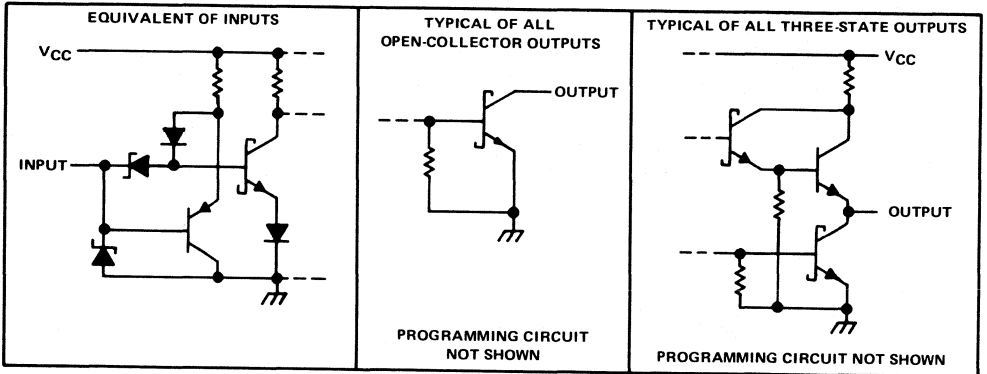 EQUIVALENT OF INPUTS
VCC
INPUT
TYPICAL OF ALL
OPEN-COLLECTOR OUTPUTS
OUTPUT
PROGRAMMING CIRCUIT
NOT SHOWN
TYPICAL OF ALL THREE-STATE OUTPUTS
VCC
OUTPUT
PROGRAMMING CIRCUIT NOT SHOWN